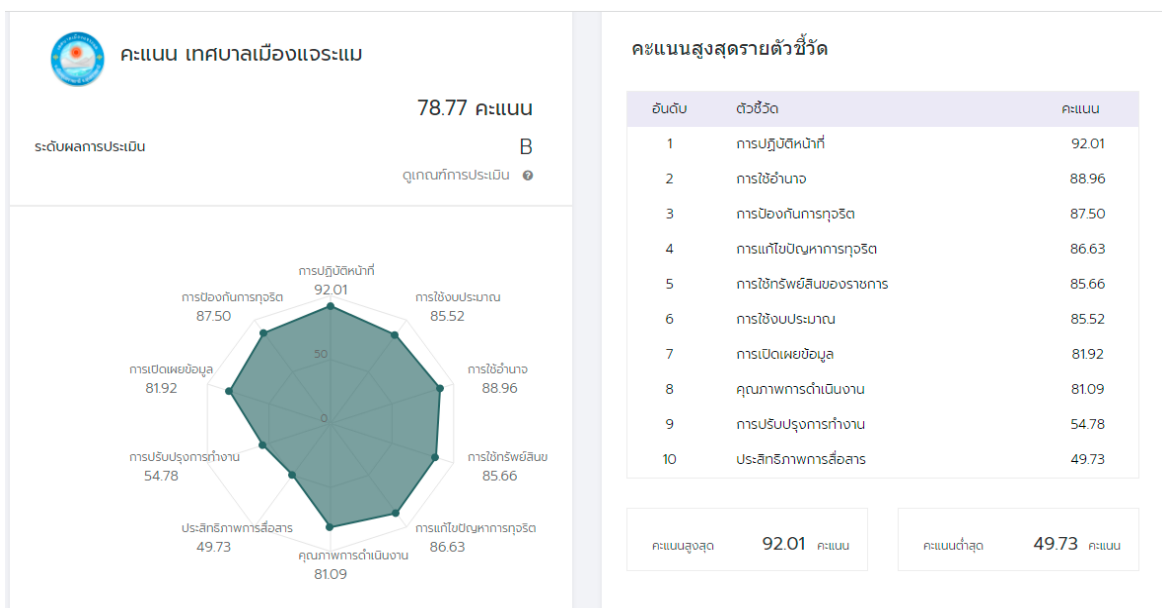 คะแนน เทศบาลเมืองแจระแม
78.77 คะแนน
ระดับผลการประเมิน B
ดูเกณฑ์การประเมิน
การปฏิบัติหน้าที่
92.01
การป้องกันการทุจริต
87.50
การใช้งบประมาณ
85.52
50
การเปิดเผยข้อมูล
81.92
การใช้อำนาจ
88.96
0
การปรับปรุงการทำงาน
54.78
การใช้ทรัพย์สินข
85.66
ประสิทธิภาพการสื่อสาร
49.73
การแก้ไขปัญหาการทุจริต
86.63
คุณภาพการดำเนินงาน
81.09
คะแนนสูงสุดรายตัวชี้วัด
อันดับ ตัวชี้วัด คะแนน
1 การปฏิบัติหน้าที่ 92.01
2 การใช้อำนาจ 88.96
3 การป้องกันการทุจริต 87.50
4 การแก้ไขปัญหาการทุจริต 86.63
5 การใช้ทรัพย์สินของราชการ 85.66
6 การใช้งบประมาณ 85.52
7 การเปิดเผยข้อมูล 81.92
8 คุณภาพการดำเนินงาน 81.09
9 การปรับปรุงการทำงาน 54.78
10 ประสิทธิภาพการสื่อสาร 49.73
คะแนนสูงสุด 92.01 คะแนน
คะแนนต่ำสุด 49.73 คะแนน